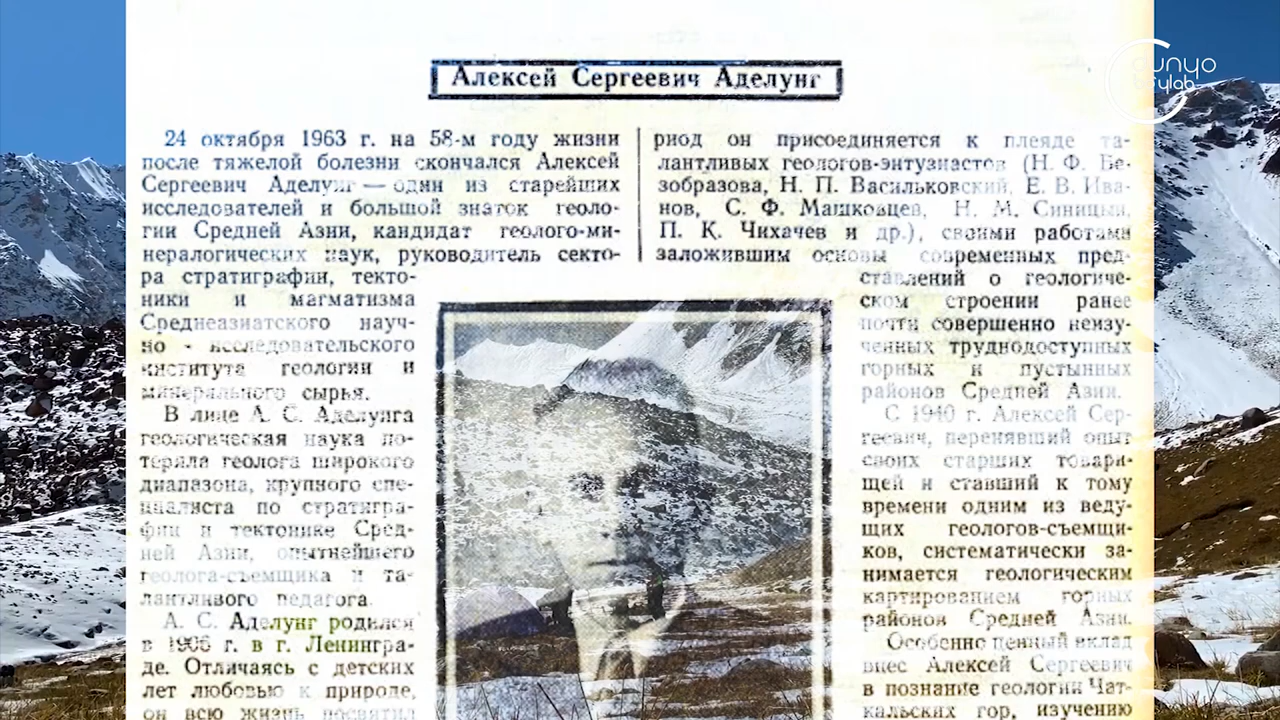 Алексей Сергеевич Аделунг
24 октября 1963 г. на 58-м году жизни
после тяжелой болезни скончался Алексей
Сергеевич Аделунг — один из старейших
исследователей и большой знаток геоло-
гии Средней Азии, кандидат геолого-ми-
нералогических наук, руководитель секто-
ра стратиграфии, текто-
ники и магматизма
Среднеазиатского науч-
но - исследовательского
института геологии и
минерального сырья.
В лице А. С. Аделунга
геологическая наука по-
теряла геолога широкого
диапазона, крупного спе-
циалиста по стратигра-
фии и тектонике Сред-
ней Азии, опытнейшего
геолога-съемщика и та-
лантливого педагога.
А. С. Аделунг родился
в 1906 г. в г. Ленингра-
де. Отличаясь с детских
лет любовью к природе,
он всю жизнь посвятил
риод он присоединяется к плеяде та-
лантливых геологов-энтузиастов (Н. Ф. Бе-
зобразова, Н. П. Васильковский, Е. В. Ива-
нов, С. Ф. Машковцев, Н. М. Синицын,
П. К. Чихачев и др.), своими работами
заложившим основы современных пред-
ставлений о геологиче-
ском строении ранее
почти совершенно неизу-
ченных труднодоступных
горных и пустынных
районов Средней Азии.
С 1940 г. Алексей Сер-
геевич, перенявший опыт
своих старших товари-
щей и ставший к тому
времени одним из веду-
щих геологов-съемщи-
ков, систематически за-
нимается геологическим
картированием горных
районов Средней Азии.
Особенно ценный вклад
внес Алексей Сергеевич
в познание геологии Чат-
кальских гор, изучению